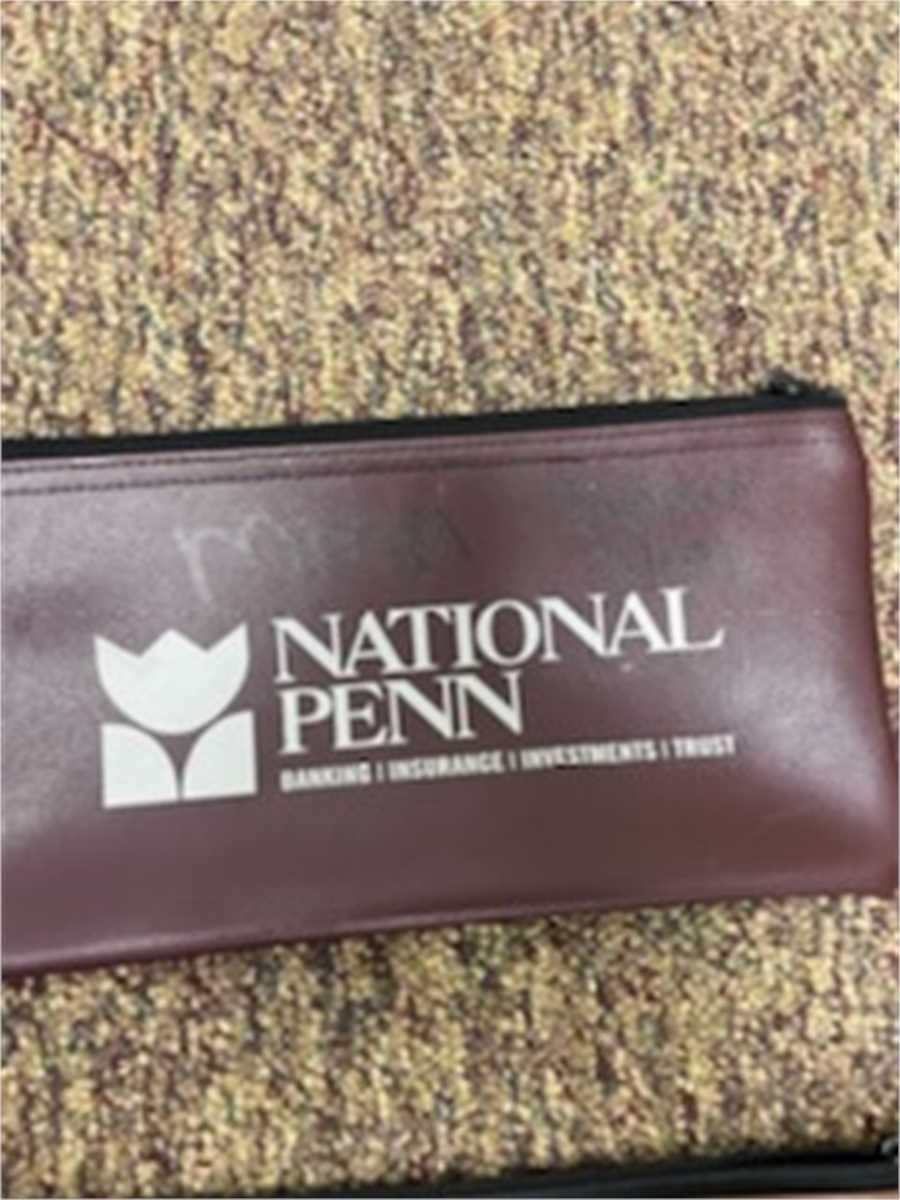 NATIONAL
PENN
BANKING | INSURANCE | INVESTMENTS | TRUST